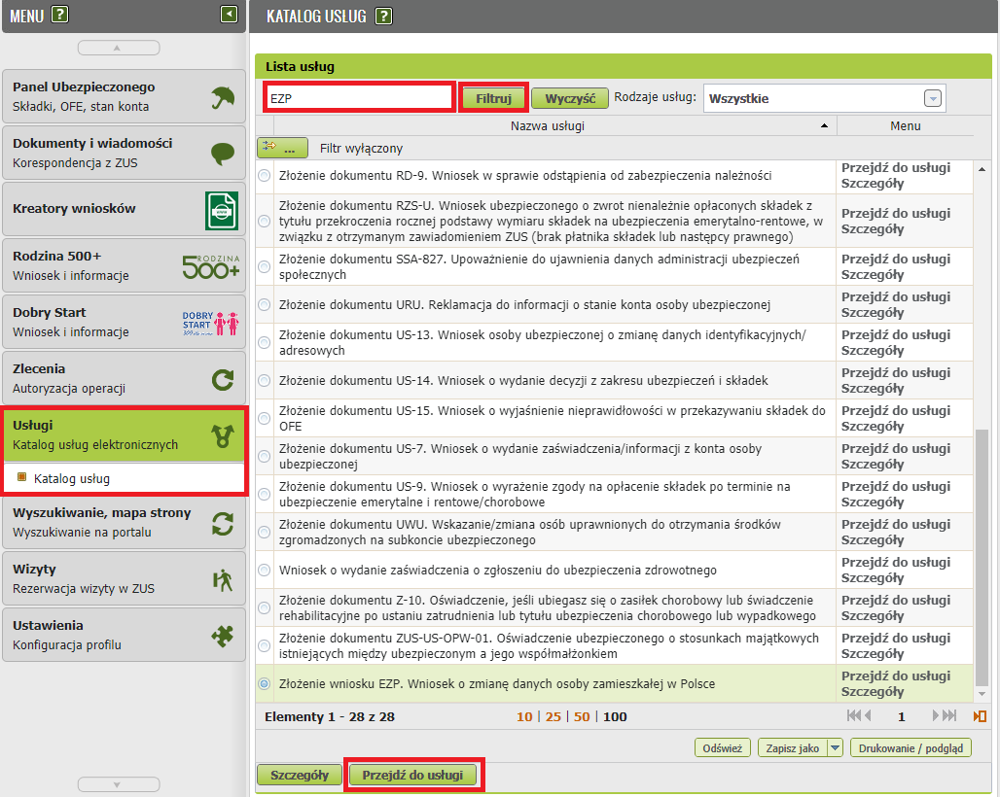 MENU ?
KATALOG USŁUG ?
Panel Ubezpieczonego
Składki, OFE, stan konta
Dokumenty i wiadomości
Korespondencja z ZUS
Kreatory wniosków
Rodzina 500+
Wniosek i informacje
RODZINA
500+
Dobry Start
Wniosek i informacje
DOBRY
START
Zlecenia
Autoryzacja operacji
Usługi
Katalog usług elektronicznych
Katalog usług
Wyszukiwanie, mapa strony
Wyszukiwanie na portalu
Wizyty
Rezerwacja wizyty w ZUS
Ustawienia
Konfiguracja profilu
Lista usług
EZP Filtruj Wyczyść Rodzaje usług: Wszystkie
Nazwa usługi Menu
... Filtr wyłączony
Złożenie dokumentu RD-9. Wniosek w sprawie odstąpienia od zabezpieczenia należności
Przejdź do usługi
Szczegóły
Złożenie dokumentu RZS-U. Wniosek ubezpieczonego o zwrot nienależnie opłaconych składek z
tytułu przekroczenia rocznej podstawy wymiaru składek na ubezpieczenia emerytalno-rentowe, w
związku z otrzymanym zawiadomieniem ZUS (brak płatnika składek lub następcy prawnego)
Przejdź do usługi
Szczegóły
Złożenie dokumentu SSA-827. Upoważnienie do ujawnienia danych administracji ubezpieczeń
społecznych
Przejdź do usługi
Szczegóły
Złożenie dokumentu URU. Reklamacja do informacji o stanie konta osoby ubezpieczonej
Przejdź do usługi
Szczegóły
Złożenie dokumentu US-13. Wniosek osoby ubezpieczonej o zmianę danych identyfikacyjnych/
adresowych
Przejdź do usługi
Szczegóły
Złożenie dokumentu US-14. Wniosek o wydanie decyzji z zakresu ubezpieczeń i składek
Przejdź do usługi
Szczegóły
Złożenie dokumentu US-15. Wniosek o wyjaśnienie nieprawidłowości w przekazywaniu składek do
OFE
Przejdź do usługi
Szczegóły
Złożenie dokumentu US-7. Wniosek o wydanie zaświadczenia/informacji z konta osoby
ubezpieczonej
Przejdź do usługi
Szczegóły
Złożenie dokumentu US-9. Wniosek o wyrażenie zgody na opłacenie składek po terminie na
ubezpieczenie emerytalne i rentowe/chorobowe
Przejdź do usługi
Szczegóły
Złożenie dokumentu UWU. Wskazanie/zmiana osób uprawnionych do otrzymania środków
zgromadzonych na subkoncie ubezpieczonego
Przejdź do usługi
Szczegóły
Wniosek o wydanie zaświadczenia o zgłoszeniu do ubezpieczenia zdrowotnego
Przejdź do usługi
Szczegóły
Złożenie dokumentu Z-10. Oświadczenie, jeśli ubiegasz się o zasiłek chorobowy lub świadczenie
rehabilitacyjne po ustaniu zatrudnienia lub tytułu ubezpieczenia chorobowego lub wypadkowego
Przejdź do usługi
Szczegóły
Złożenie dokumentu ZUS-US-OPW-01. Oświadczenie ubezpieczonego o stosunkach majątkowych
istniejących między ubezpieczonym a jego współmałżonkiem
Przejdź do usługi
Szczegóły
Złożenie wniosku EZP. Wniosek o zmianę danych osoby zamieszkałej w Polsce
Przejdź do usługi
Szczegóły
Elementy 1 - 28 z 28 10 | 25 | 50 | 100 1
Odśwież Zapisz jako Drukowanie / podgląd
Szczegóły Przejdź do usługi